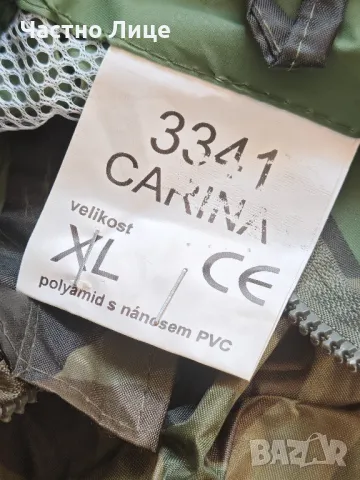 Частно Лице
3341
CARINA
velikost
XL CE
polyamid s nánosem PVC
BAZAR